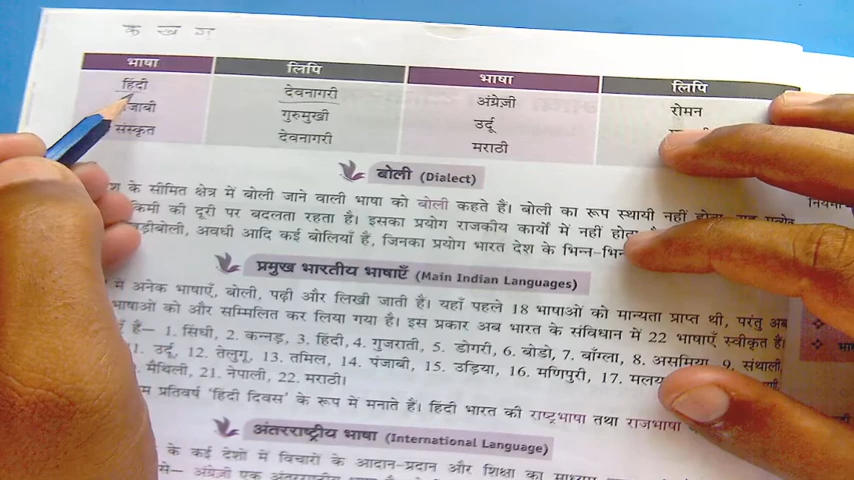 क ख ग
भाषा लिपि भाषा लिपि
हिंदी देवनागरी अंग्रेज़ी रोमन
पंजाबी गुरुमुखी उर्दू
संस्कृत देवनागरी मराठी
बोली (Dialect)
के सीमित क्षेत्र में बोली जाने वाली भाषा को बोली कहते हैं। बोली का रूप स्थायी नहीं होता
किमी की दूरी पर बदलता रहता है। इसका प्रयोग राजकीय कार्यों में नहीं होता
अवधी आदि कई बोलियाँ हैं, जिनका प्रयोग भारत देश के भिन्न-भिन्न
प्रमुख भारतीय भाषाएँ (Main Indian Languages)
में अनेक भाषाएँ, बोली, पढ़ी और लिखी जाती है। यहाँ पहले 18 भाषाओं को मान्यता प्राप्त थी, परंतु अब
भाषाओं को और सम्मिलित कर लिया गया है। इस प्रकार अब भारत के संविधान में 22 भाषाएँ स्वीकृत हैं।
हैं— 1. सिंधी, 2. कन्नड़, 3. हिंदी, 4. गुजराती, 5. डोगरी, 6. बोडो, 7. बाँग्ला, 8. असमिया, 9. संथाली,
उर्दू, 12. तेलुगू, 13. तमिल, 14. पंजाबी, 15. उड़िया, 16. मणिपुरी, 17.
मैथिली, 21. नेपाली, 22. मराठी।
प्रतिवर्ष 'हिंदी दिवस' के रूप में मनाते हैं। हिंदी भारत की राष्ट्रभाषा तथा राजभाषा
अंतरराष्ट्रीय भाषा (International Language)
के कई देशों में विचारों के आदान-प्रदान और शिक्षा का माध्यम
से— अंग्रेज़ी एक